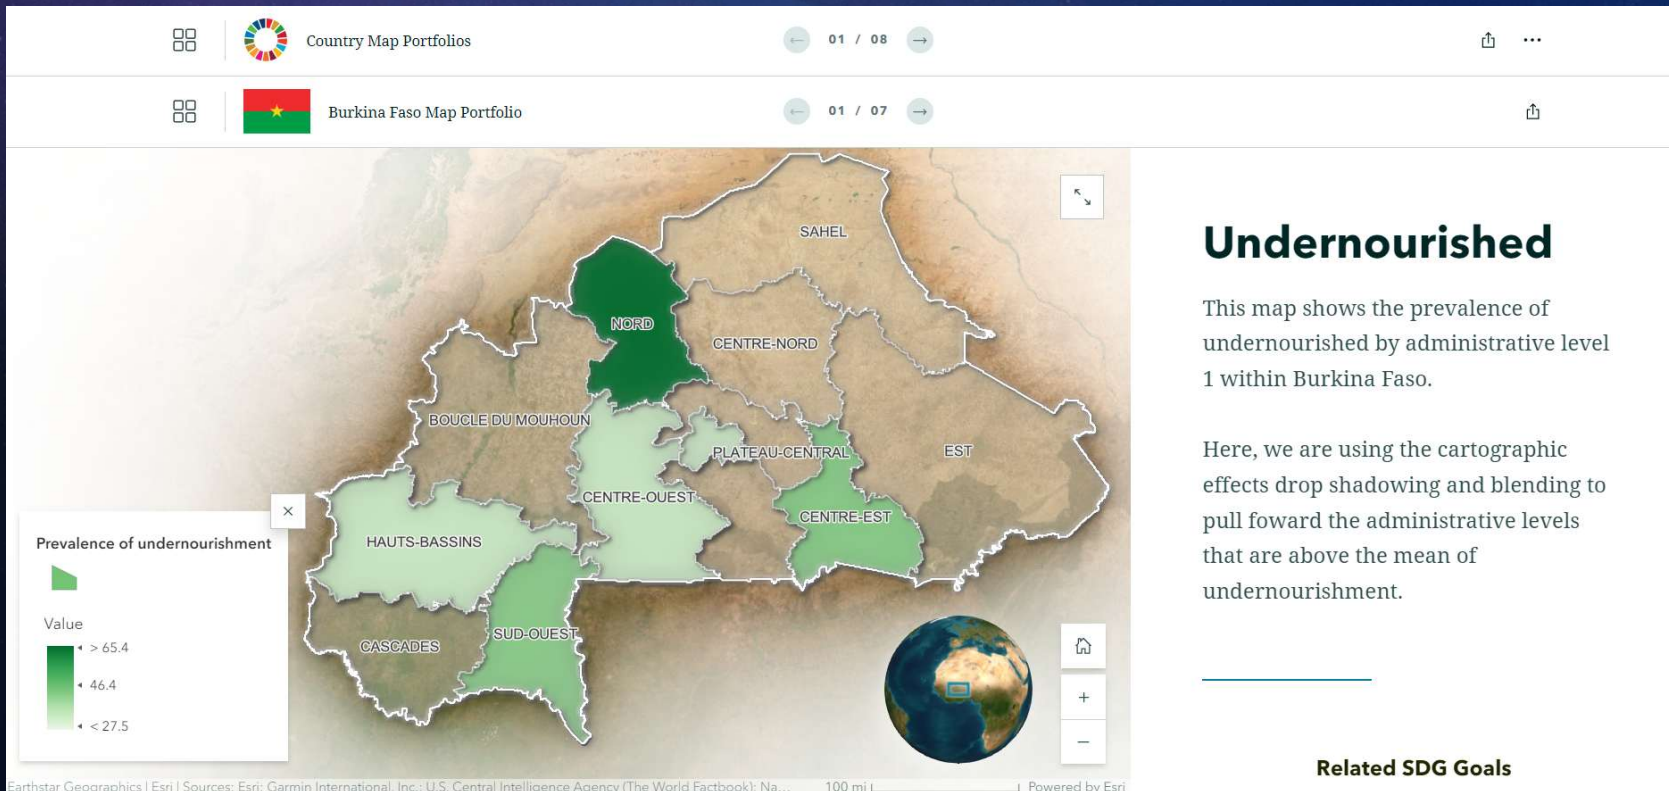 Country Map Portfolios
01 / 08
Burkina Faso Map Portfolio
01 / 07
SAHEL
NORD
CENTRE-NORD
BOUCLE DU MOUHOUN
PLATEAU-CENTRAL
EST
CENTRE-OUEST
CENTRE-EST
HAUTS-BASSINS
SUD-OUEST
CASCADES
Prevalence of undernourishment
Value
> 65.4
46.4
< 27.5
Earthstar Geographics | Esri | Sources: Esri; Garmin International, Inc.; U.S. Central Intelligence Agency (The World Factbook); Na...
100 mi
Powered by Esri
Undernourished
This map shows the prevalence of
undernourished by administrative level
1 within Burkina Faso.
Here, we are using the cartographic
effects drop shadowing and blending to
pull foward the administrative levels
that are above the mean of
undernourishment.
Related SDG Goals